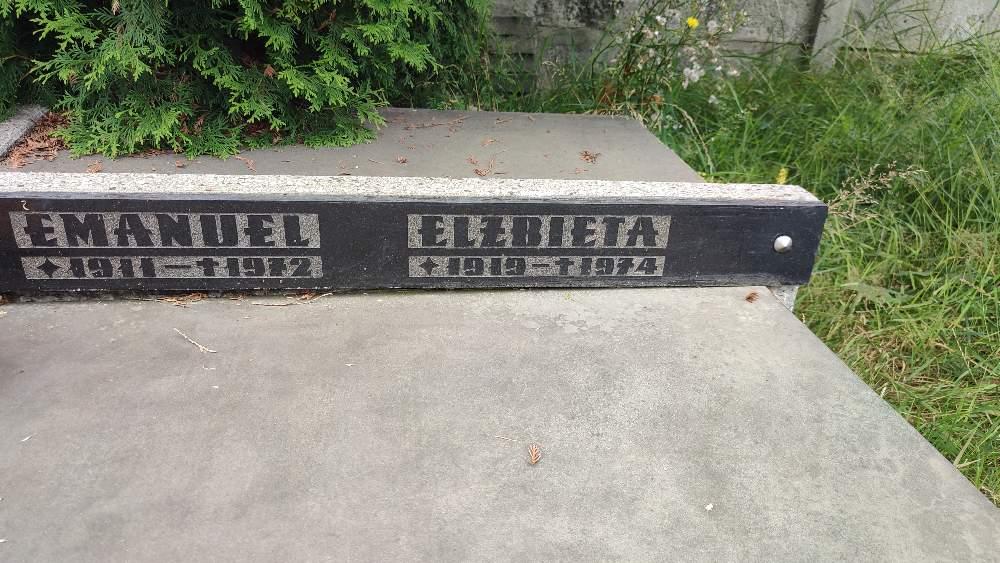 EMANUEL
✦ 1911 — ✝ 1972
ELŻBIETA
✦ 1919 — ✝ 1974